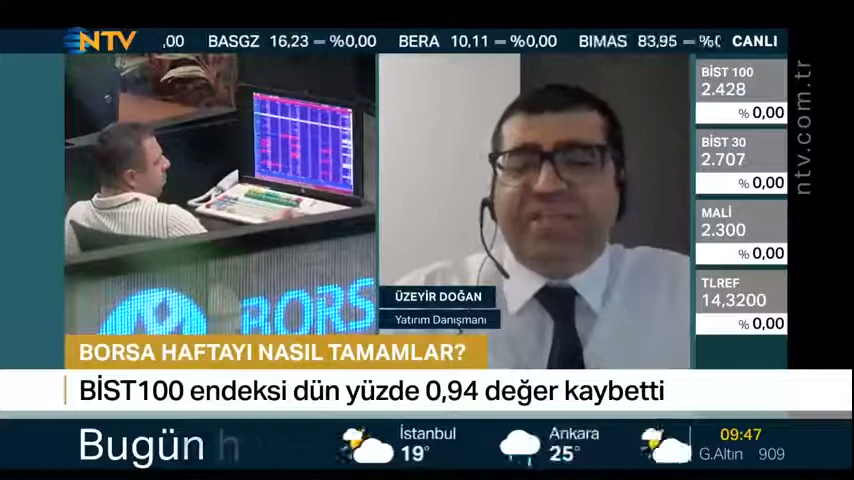 NTV
,00 BASGZ 16,23 – %0,00 BERA 10,11 – %0,00 BIMAS 83,95 – %0 CANLI
BİST 100
2.428
% 0,00
BİST 30
2.707
% 0,00
MALİ
2.300
% 0,00
TLREF
14,3200
% 0,00
ntv.com.tr
BORS
ÜZEYİR DOĞAN
Yatırım Danışmanı
BORSA HAFTAYI NASIL TAMAMLAR?
BİST100 endeksi dün yüzde 0,94 değer kaybetti
Bugün h
İstanbul
19°
Ankara
25°
09:47
G.Altın 909